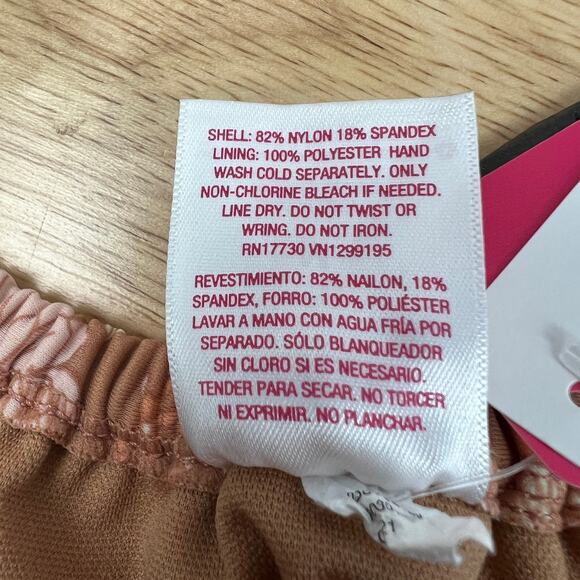 SHELL: 82% NYLON 18% SPANDEX
LINING: 100% POLYESTER HAND
WASH COLD SEPARATELY. ONLY
NON-CHLORINE BLEACH IF NEEDED.
LINE DRY. DO NOT TWIST OR
WRING. DO NOT IRON.
RN17730 VN1299195
REVESTIMIENTO: 82% NAILON, 18%
SPANDEX, FORRO: 100% POLIÉSTER
LAVAR A MANO CON AGUA FRÍA POR
SEPARADO. SÓLO BLANQUEADOR
SIN CLORO SI ES NECESARIO.
TENDER PARA SECAR. NO TORCER
NI EXPRIMIR. NO PLANCHAR.